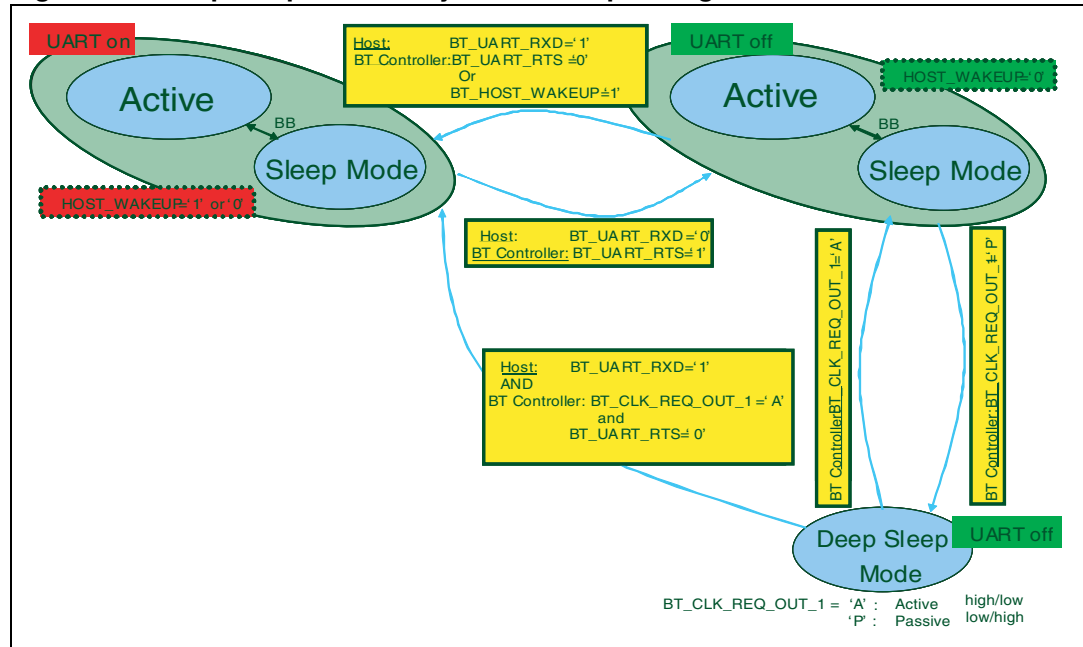 UART on
Active
BB
Sleep Mode
HOST_WAKEUP='1' or '0'
Host: BT_UART_RXD='1'
BT Controller:BT_UART_RTS ='0'
Or
BT_HOST_WAKEUP='1'
UART off
Active
HOST_WAKEUP='0'
BB
Sleep Mode
Host: BT_UART_RXD='0'
BT Controller: BT_UART_RTS='1'
Host: BT_UART_RXD='1'
AND
BT Controller: BT_CLK_REQ_OUT_1 ='A'
and
BT_UART_RTS='0'
BT Controller:BT_CLK_REQ_OUT_1='A'
BT Controller:BT_CLK_REQ_OUT_1='P'
Deep Sleep
Mode
UART off
BT_CLK_REQ_OUT_1 = 'A' : Active high/low
'P' : Passive low/high